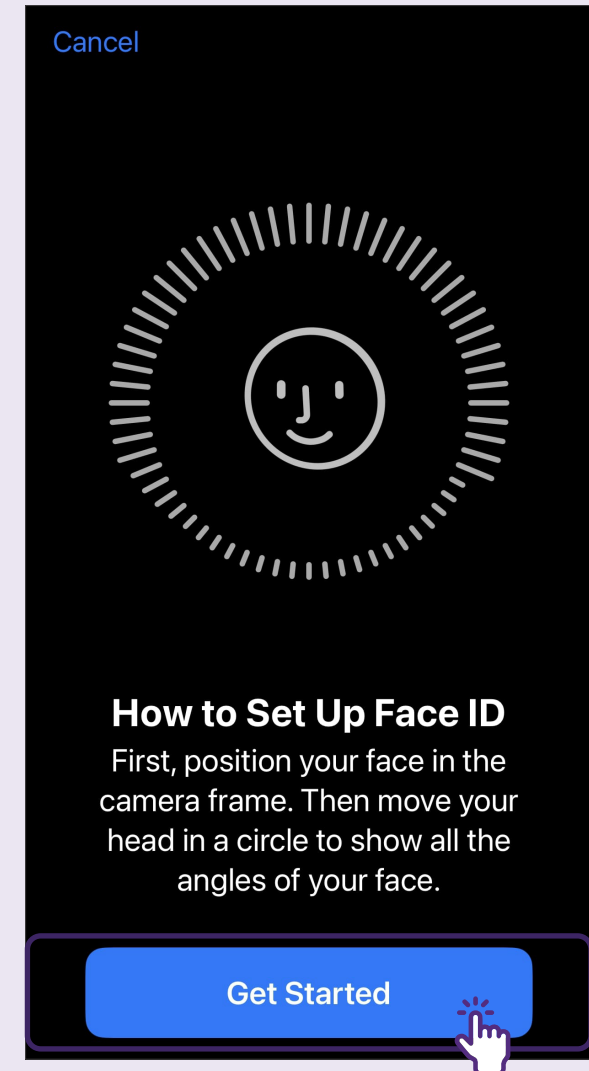 Cancel
How to Set Up Face ID
First, position your face in the
camera frame. Then move your
head in a circle to show all the
angles of your face.
Get Started